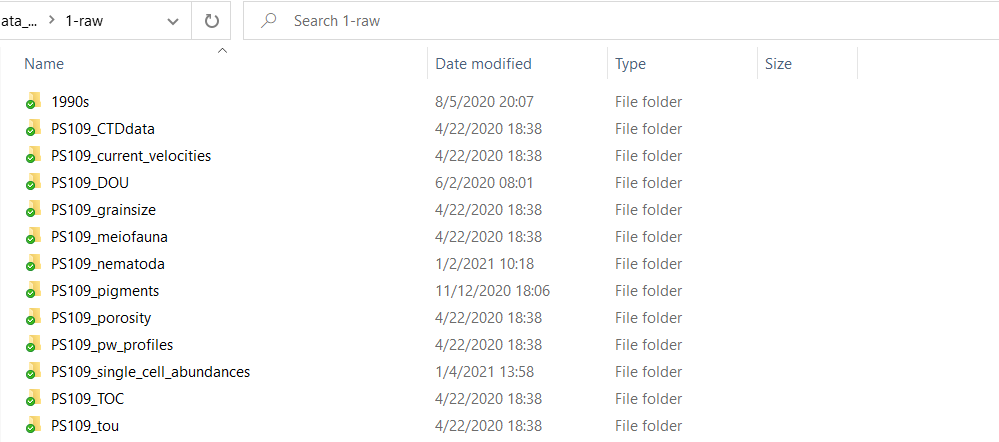 ata_... > 1-raw Search 1-raw
Name Date modified Type Size
1990s 8/5/2020 20:07 File folder
PS109_CTDdata 4/22/2020 18:38 File folder
PS109_current_velocities 4/22/2020 18:38 File folder
PS109_DOU 6/2/2020 08:01 File folder
PS109_grainsize 4/22/2020 18:38 File folder
PS109_meiofauna 4/22/2020 18:38 File folder
PS109_nematoda 1/2/2021 10:18 File folder
PS109_pigments 11/12/2020 18:06 File folder
PS109_porosity 4/22/2020 18:38 File folder
PS109_pw_profiles 4/22/2020 18:38 File folder
PS109_single_cell_abundances 1/4/2021 13:58 File folder
PS109_TOC 4/22/2020 18:38 File folder
PS109_tou 4/22/2020 18:38 File folder